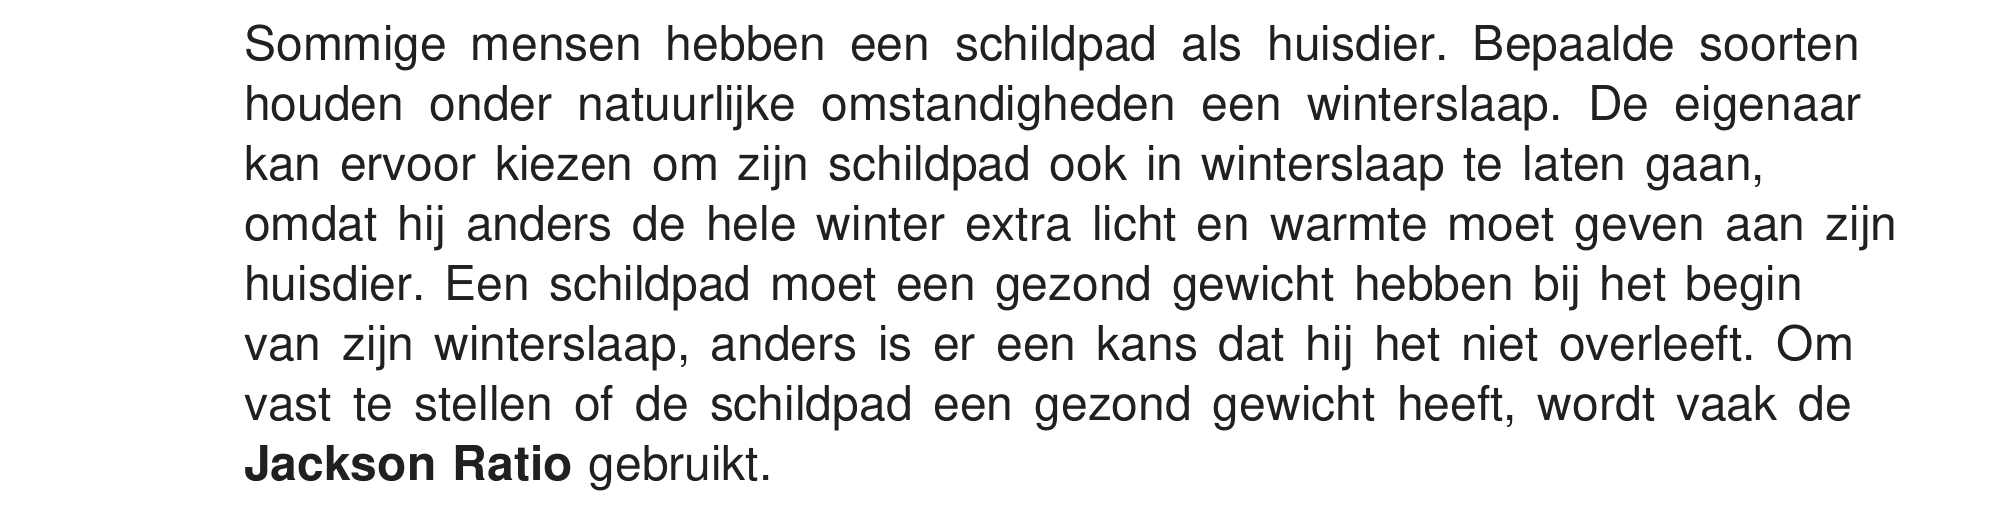 Sommige mensen hebben een schildpad als huisdier. Bepaalde soorten
houden onder natuurlijke omstandigheden een winterslaap. De eigenaar
kan ervoor kiezen om zijn schildpad ook in winterslaap te laten gaan,
omdat hij anders de hele winter extra licht en warmte moet geven aan zijn
huisdier. Een schildpad moet een gezond gewicht hebben bij het begin
van zijn winterslaap, anders is er een kans dat hij het niet overleeft. Om
vast te stellen of de schildpad een gezond gewicht heeft, wordt vaak de
Jackson Ratio gebruikt.